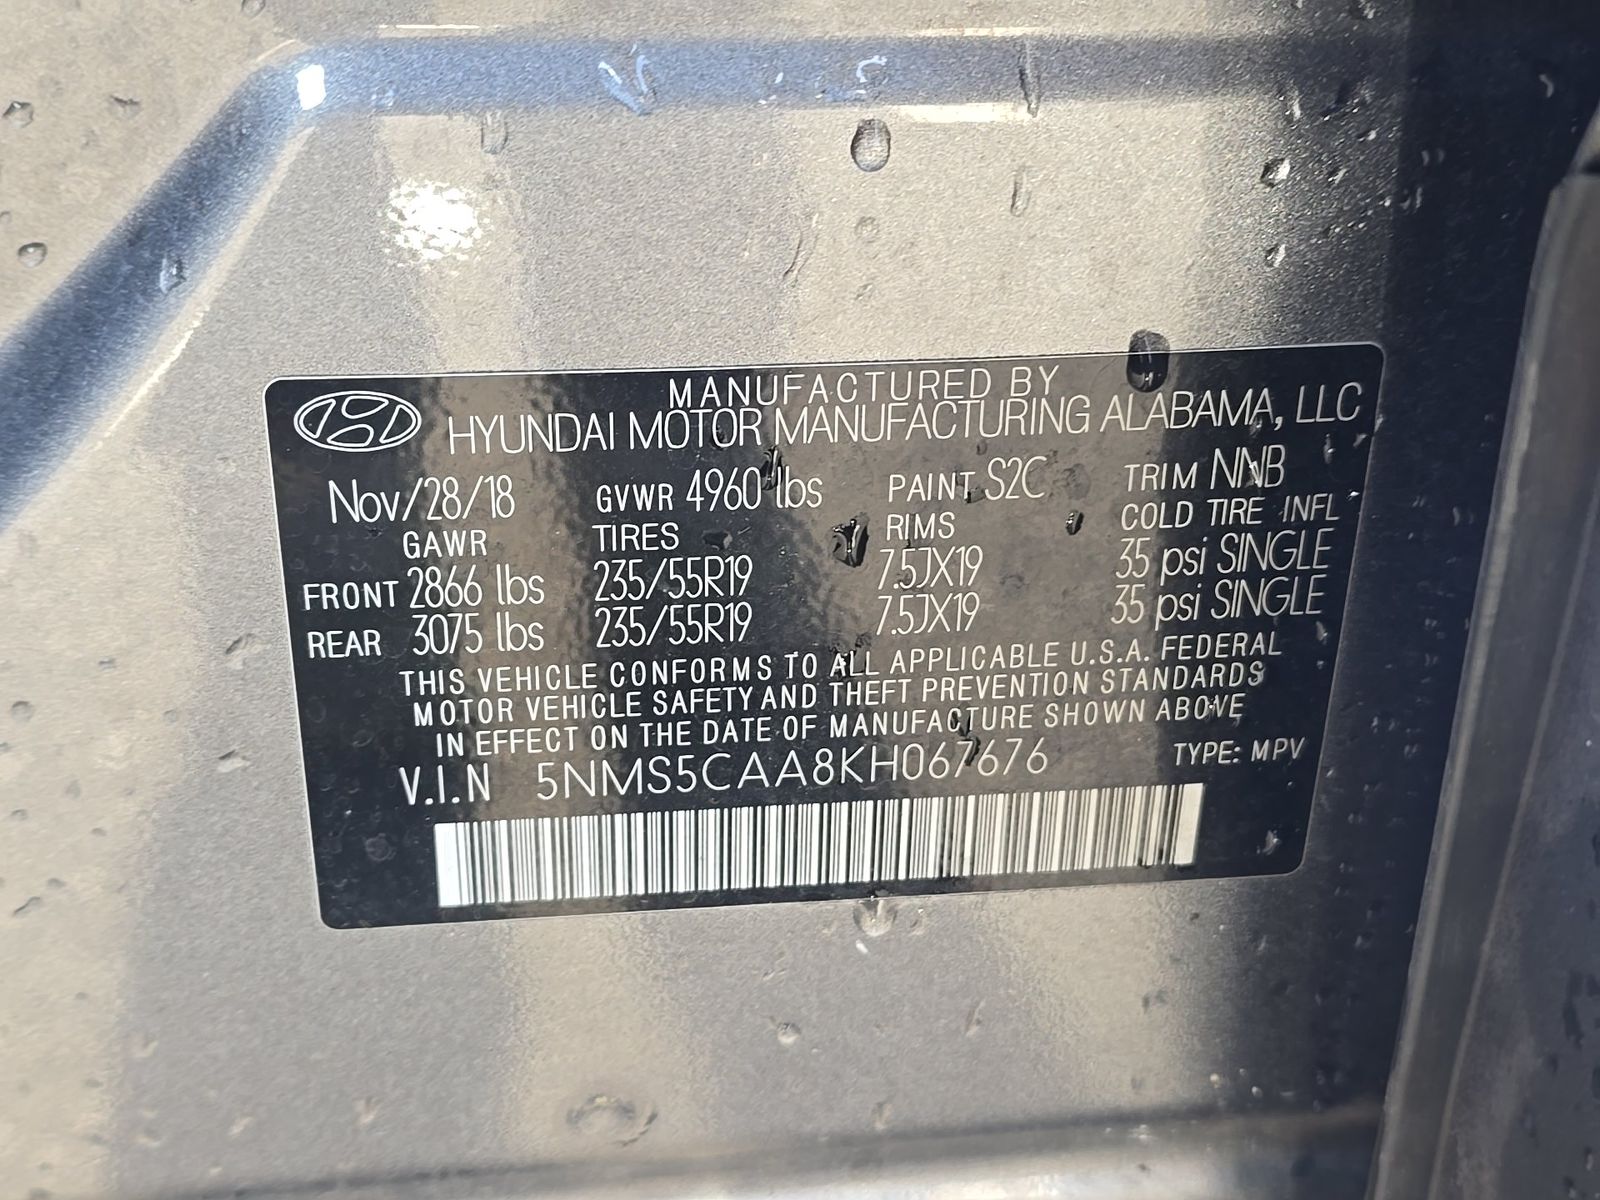 MANUFACTURED BY
HYUNDAI MOTOR MANUFACTURING ALABAMA, LLC
Nov/28/18 GVWR 4960 lbs PAINT S2C TRIM NNB
GAWR TIRES RIMS COLD TIRE INFL
FRONT 2866 lbs 235/55R19 7.5JX19 35 psi SINGLE
REAR 3075 lbs 235/55R19 7.5JX19 35 psi SINGLE
THIS VEHICLE CONFORMS TO ALL APPLICABLE U.S.A. FEDERAL
MOTOR VEHICLE SAFETY AND THEFT PREVENTION STANDARDS
IN EFFECT ON THE DATE OF MANUFACTURE SHOWN ABOVE
V.I.N 5NMS5CAA8KH067676 TYPE: MPV